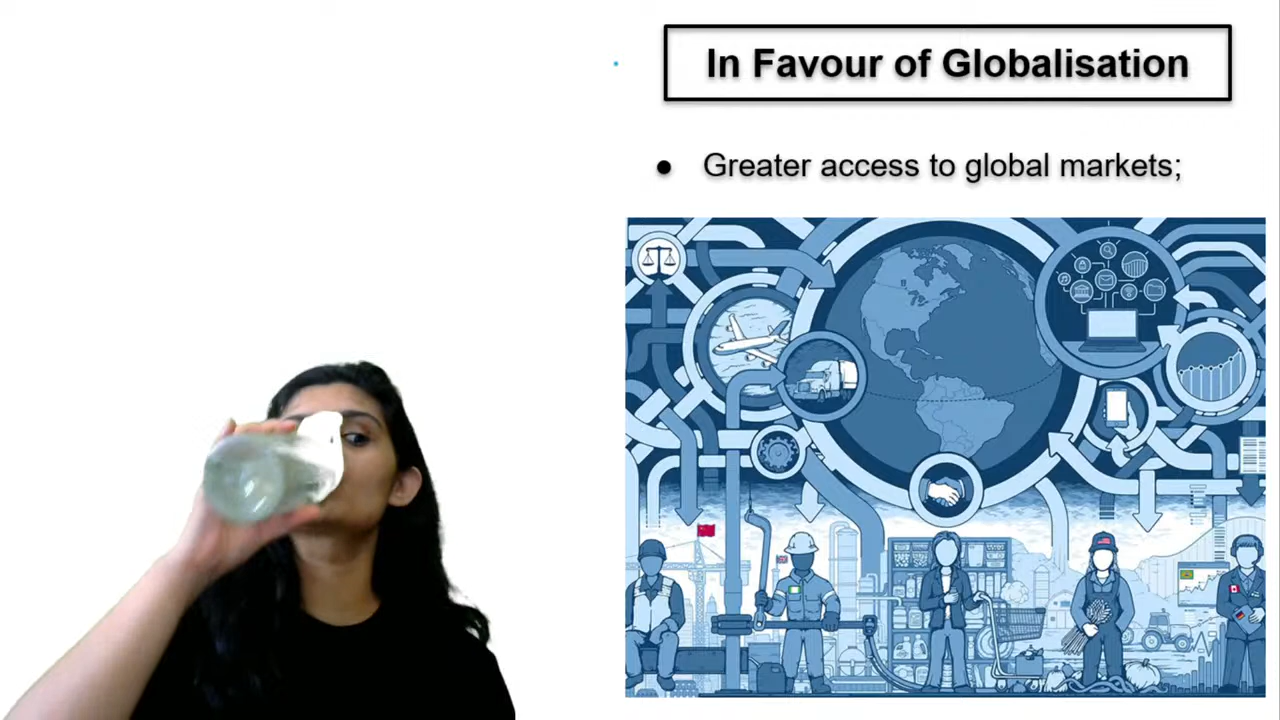 In Favour of Globalisation
● Greater access to global markets;